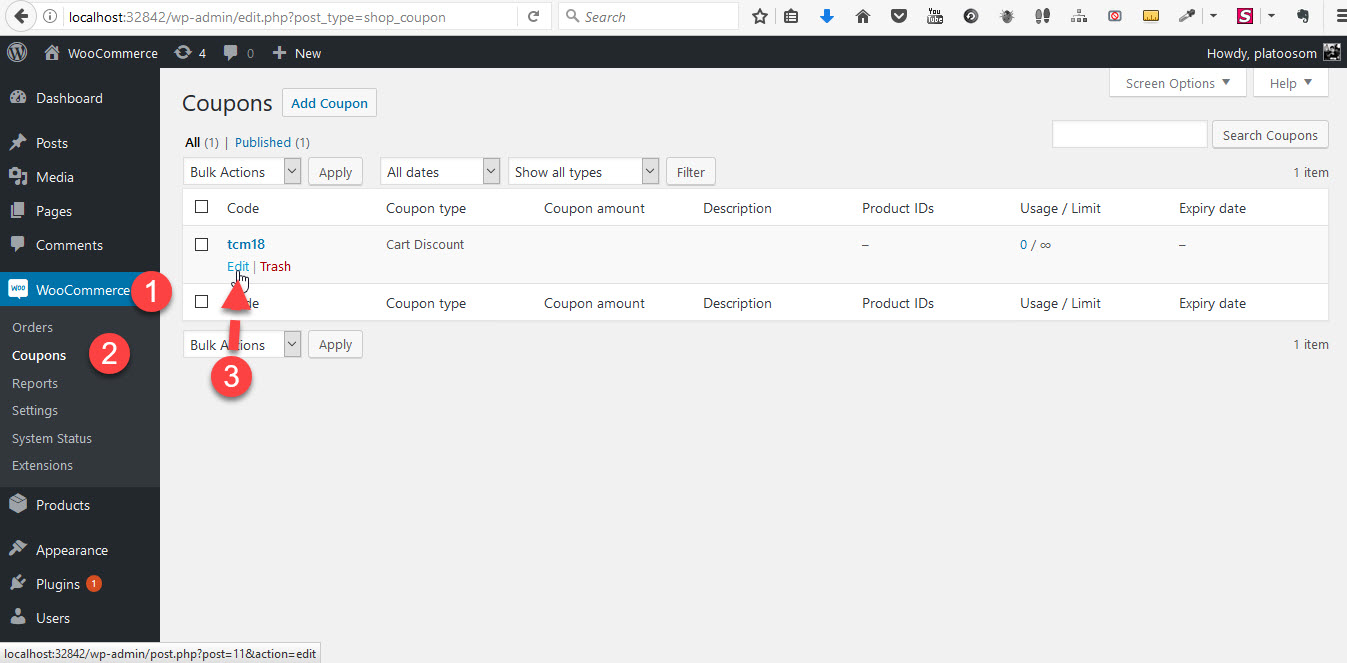 localhost:32842/wp-admin/edit.php?post_type=shop_coupon
Search
You Tube
S
WooCommerce 4 0 New
Howdy, platoosom
Dashboard
Posts
Media
Pages
Comments
WooCommerce 1
Orders
Coupons 2
Reports
Settings
System Status
Extensions
Products
Appearance
Plugins 1
Users
Screen Options Help
Coupons Add Coupon
All (1) | Published (1)
Search Coupons
Bulk Actions Apply All dates Show all types Filter 1 item
Code Coupon type Coupon amount Description Product IDs Usage / Limit Expiry date
tcm18 Cart Discount – 0 / ∞ –
Edit | Trash
de Coupon type Coupon amount Description Product IDs Usage / Limit Expiry date
Bulk Actions Apply 1 item
3
localhost:32842/wp-admin/post.php?post=11&action=edit